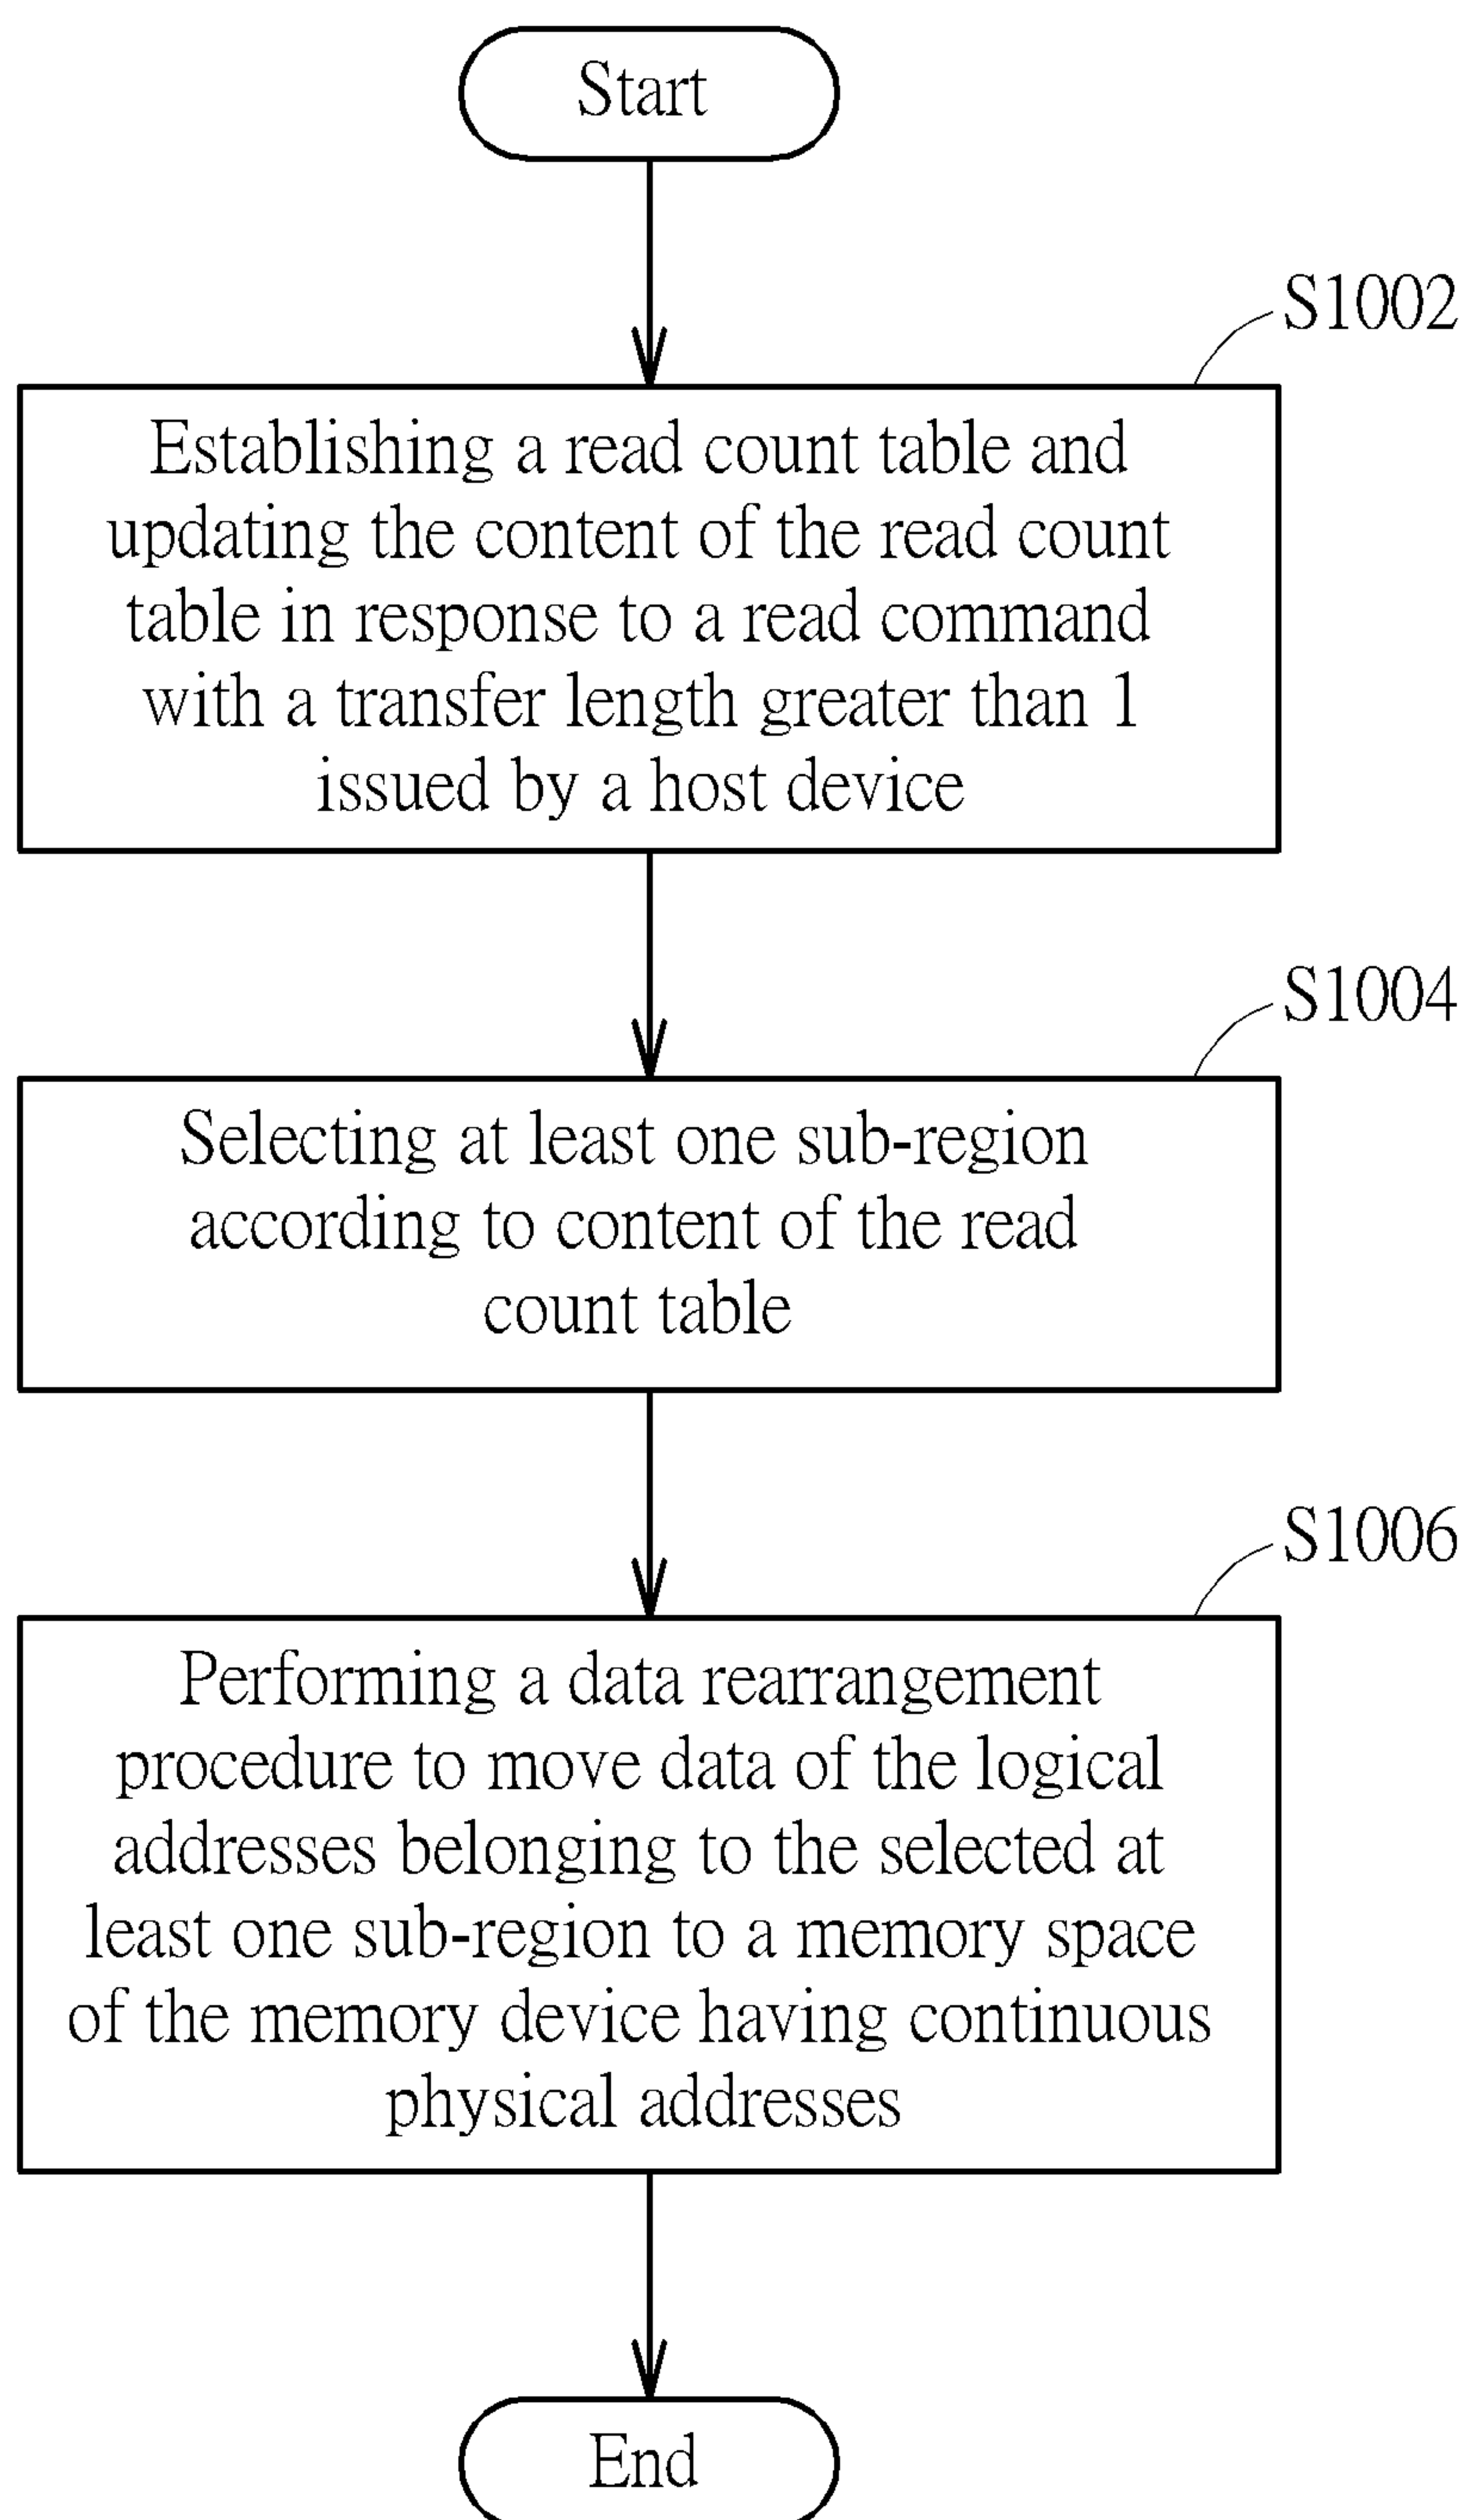 Start
S1002
Establishing a read count table and
updating the content of the read count
table in response to a read command
with a transfer length greater than 1
issued by a host device
S1004
Selecting at least one sub-region
according to content of the read
count table
S1006
Performing a data rearrangement
procedure to move data of the logical
addresses belonging to the selected at
least one sub-region to a memory space
of the memory device having continuous
physical addresses
End